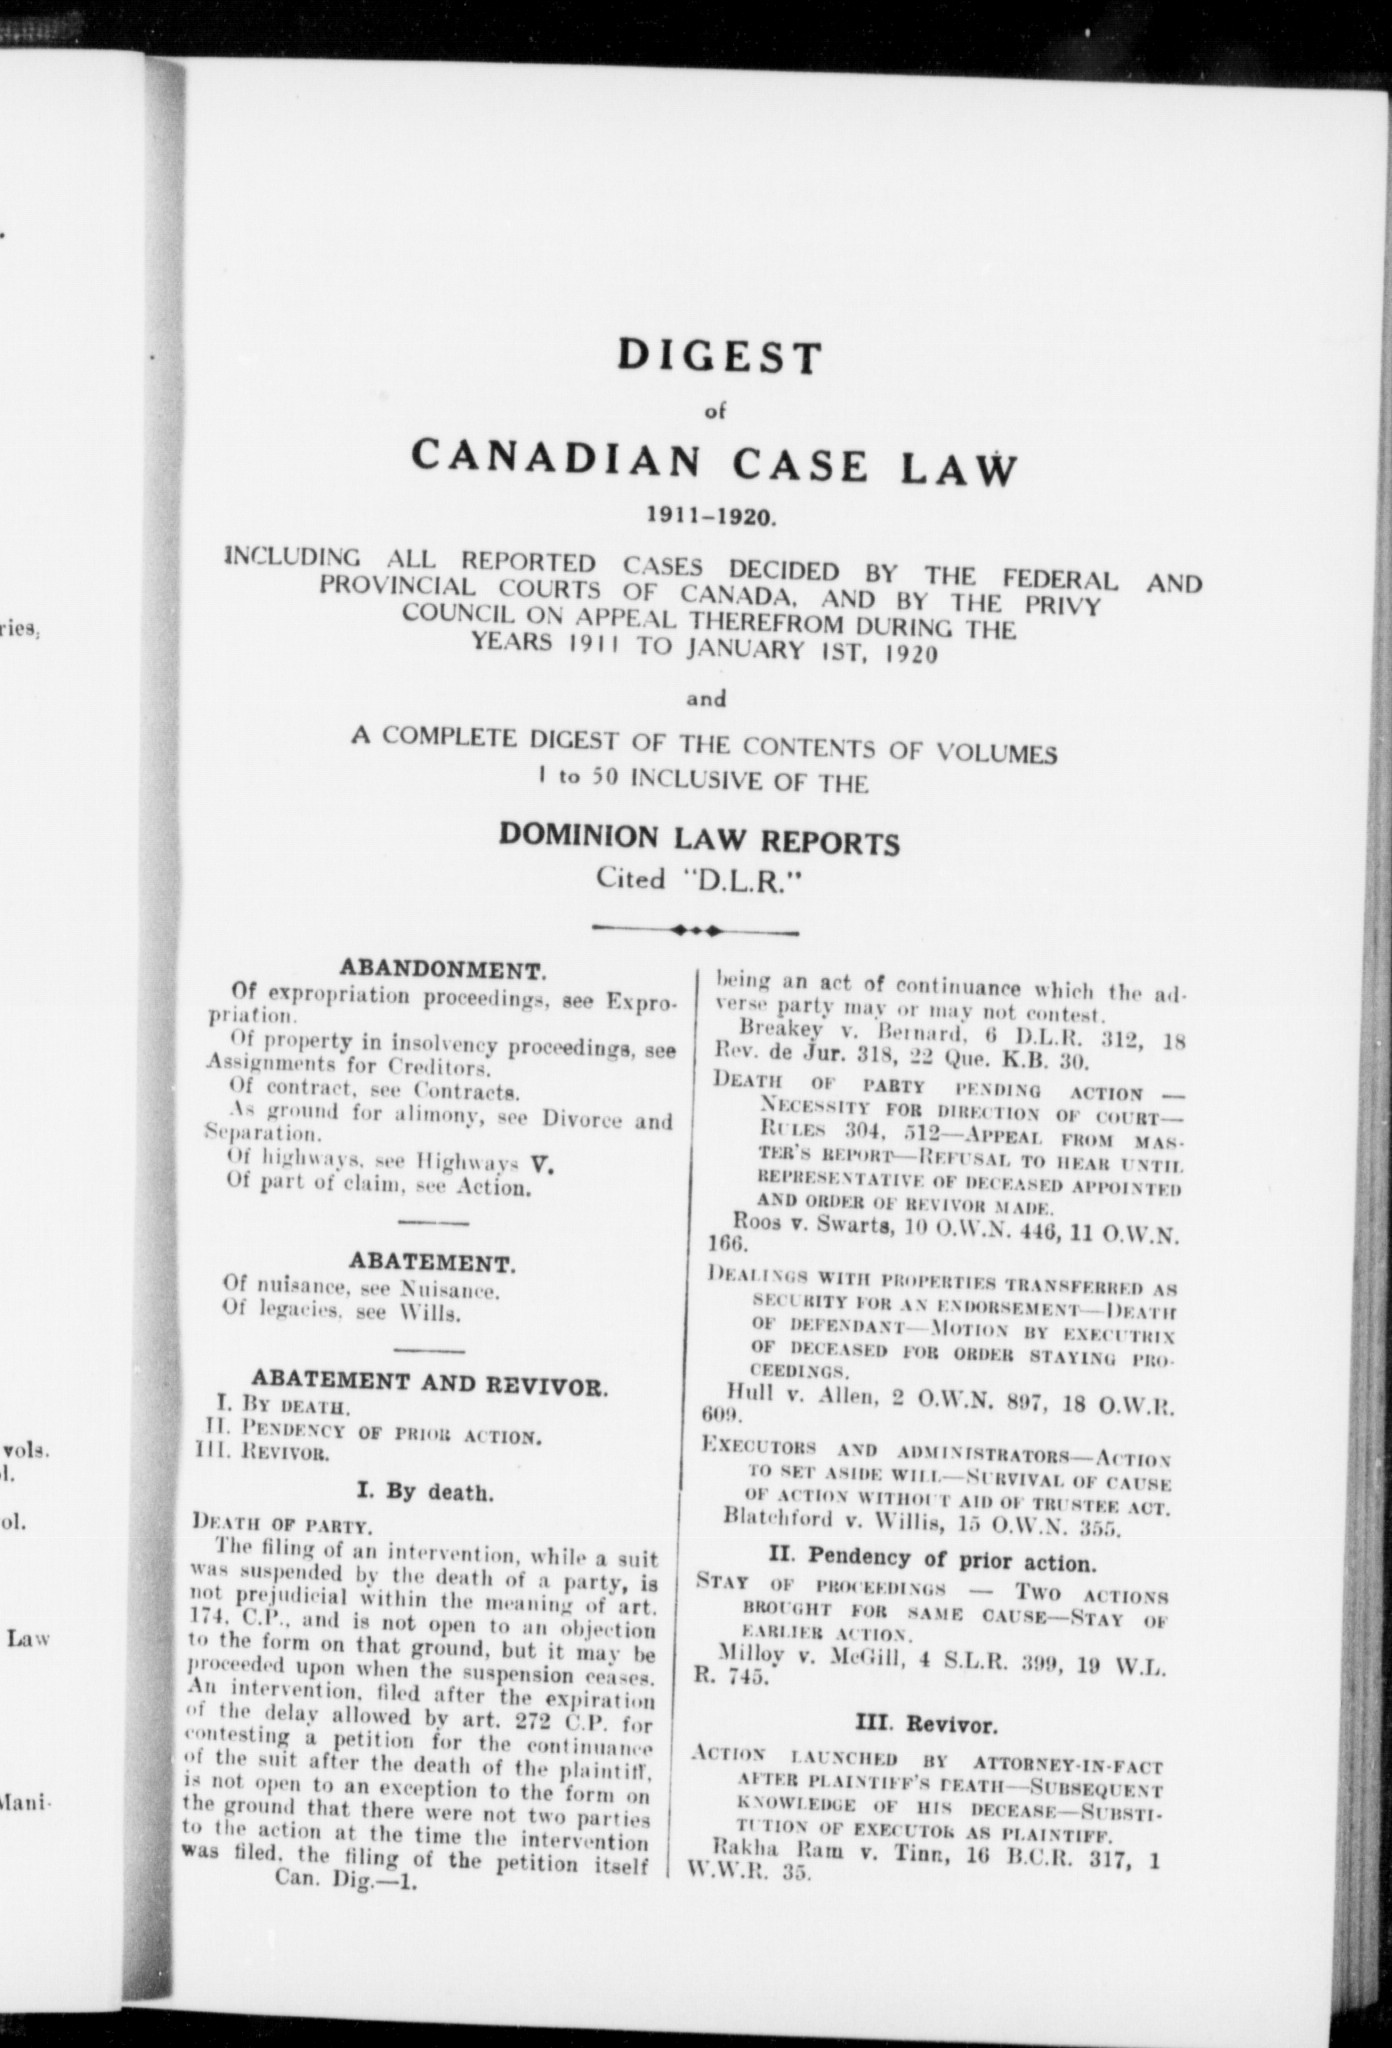 ries,
vols.
l.
ol.
Law
Mani-
DIGEST
of
CANADIAN CASE LAW
1911-1920.
INCLUDING ALL REPORTED CASES DECIDED BY THE FEDERAL AND
PROVINCIAL COURTS OF CANADA, AND BY THE PRIVY
COUNCIL ON APPEAL THEREFROM DURING THE
YEARS 1911 TO JANUARY 1ST, 1920
and
A COMPLETE DIGEST OF THE CONTENTS OF VOLUMES
1 to 50 INCLUSIVE OF THE
DOMINION LAW REPORTS
Cited "D.L.R."
ABANDONMENT.
Of expropriation proceedings, see Expro-
priation.
Of property in insolvency proceedings, see
Assignments for Creditors.
Of contract, see Contracts.
As ground for alimony, see Divorce and
Separation.
Of highways, see Highways V.
Of part of claim, see Action.
ABATEMENT.
Of nuisance, see Nuisance.
Of legacies, see Wills.
ABATEMENT AND REVIVOR.
I. BY DEATH.
II. PENDENCY OF PRIOR ACTION.
III. REVIVOR.
I. By death.
DEATH OF PARTY.
The filing of an intervention, while a suit
was suspended by the death of a party, is
not prejudicial within the meaning of art.
174, C.P., and is not open to an objection
to the form on that ground, but it may be
proceeded upon when the suspension ceases.
An intervention, filed after the expiration
of the delay allowed by art. 272 C.P. for
contesting a petition for the continuance
of the suit after the death of the plaintiff,
is not open to an exception to the form on
the ground that there were not two parties
to the action at the time the intervention
was filed, the filing of the petition itself
Can. Dig.—1.
being an act of continuance which the ad-
verse party may or may not contest.
Breakey v. Bernard, 6 D.L.R. 312, 18
Rev. de Jur. 318, 22 Que. K.B. 30.
DEATH OF PARTY PENDING ACTION —
NECESSITY FOR DIRECTION OF COURT—
RULES 304, 512—APPEAL FROM MAS-
TER'S REPORT—REFUSAL TO HEAR UNTIL
REPRESENTATIVE OF DECEASED APPOINTED
AND ORDER OF REVIVOR MADE.
Roos v. Swarts, 10 O.W.N. 446, 11 O.W.N.
166.
DEALINGS WITH PROPERTIES TRANSFERRED AS
SECURITY FOR AN ENDORSEMENT—DEATH
OF DEFENDANT—MOTION BY EXECUTRIX
OF DECEASED FOR ORDER STAYING PRO-
CEEDINGS.
Hull v. Allen, 2 O.W.N. 897, 18 O.W.R.
609.
EXECUTORS AND ADMINISTRATORS—ACTION
TO SET ASIDE WILL—SURVIVAL OF CAUSE
OF ACTION WITHOUT AID OF TRUSTEE ACT.
Blatchford v. Willis, 15 O.W.N. 355.
II. Pendency of prior action.
STAY OF PROCEEDINGS — TWO ACTIONS
BROUGHT FOR SAME CAUSE—STAY OF
EARLIER ACTION.
Milloy v. McGill, 4 S.L.R. 399, 19 W.L.
R. 745.
III. Revivor.
ACTION LAUNCHED BY ATTORNEY-IN-FACT
AFTER PLAINTIFF'S DEATH—SUBSEQUENT
KNOWLEDGE OF HIS DECEASE—SUBSTI-
TUTION OF EXECUTOR AS PLAINTIFF.
Rakha Ram v. Tinn, 16 B.C.R. 317, 1
W.W.R. 35.